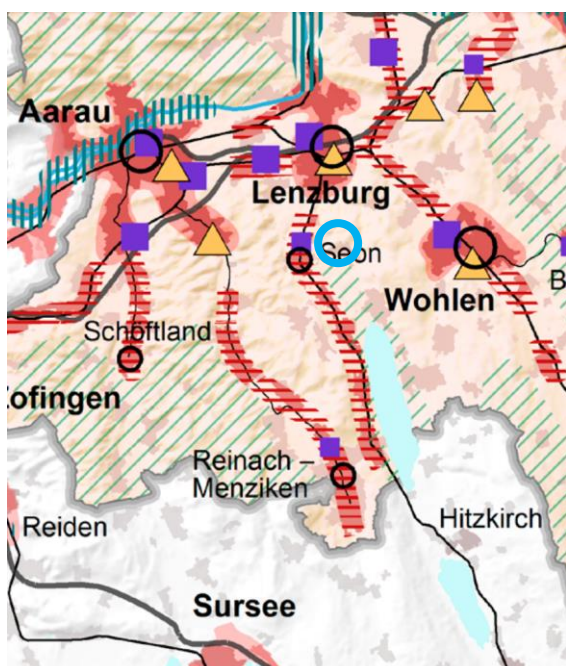 Aarau
Lenzburg
Seon
Wohlen
B
Schöftland
ofingen
Reinach –
Menziken
Hitzkirch
Reiden
Sursee